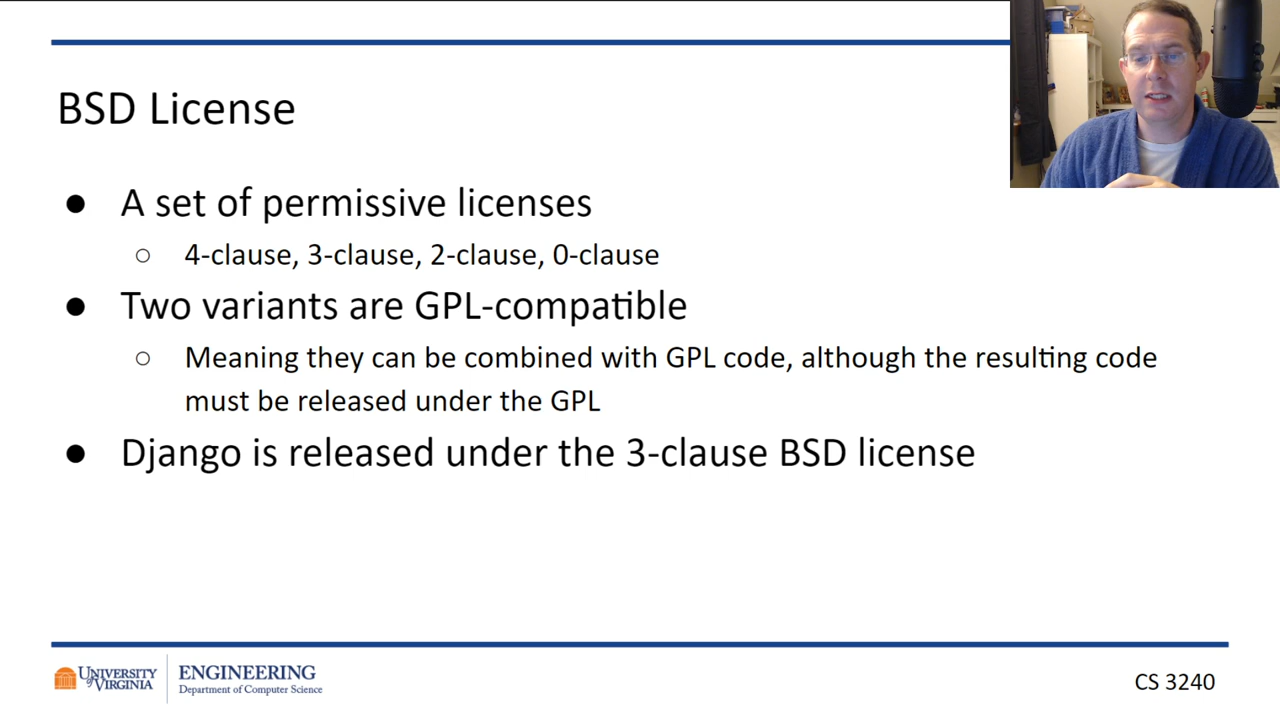 BSD License
● A set of permissive licenses
○ 4-clause, 3-clause, 2-clause, 0-clause
● Two variants are GPL-compatible
○ Meaning they can be combined with GPL code, although the resulting code
must be released under the GPL
● Django is released under the 3-clause BSD license
UNIVERSITY of VIRGINIA
ENGINEERING
Department of Computer Science
CS 3240